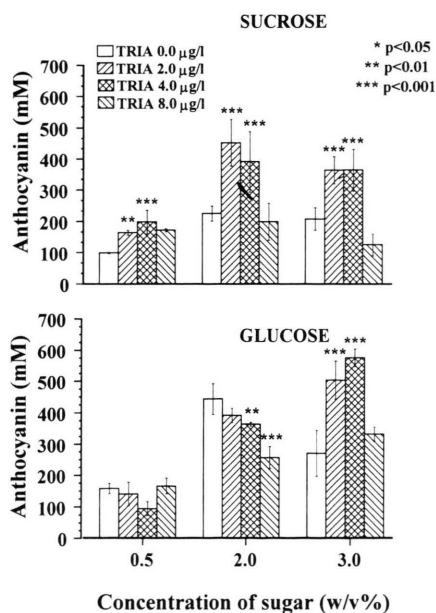 SUCROSE
TRIA 0.0 μg/l
TRIA 2.0 μg/l
TRIA 4.0 μg/l
TRIA 8.0 μg/l
* p<0.05
** p<0.01
*** p<0.001
Anthocyanin (mM)
700
600
500
400
300
200
100
0
** ***
*** ***
*** ***
GLUCOSE
Anthocyanin (mM)
700
600
500
400
300
200
100
0
** ***
*** ***
0.5 2.0 3.0
Concentration of sugar (w/v%)